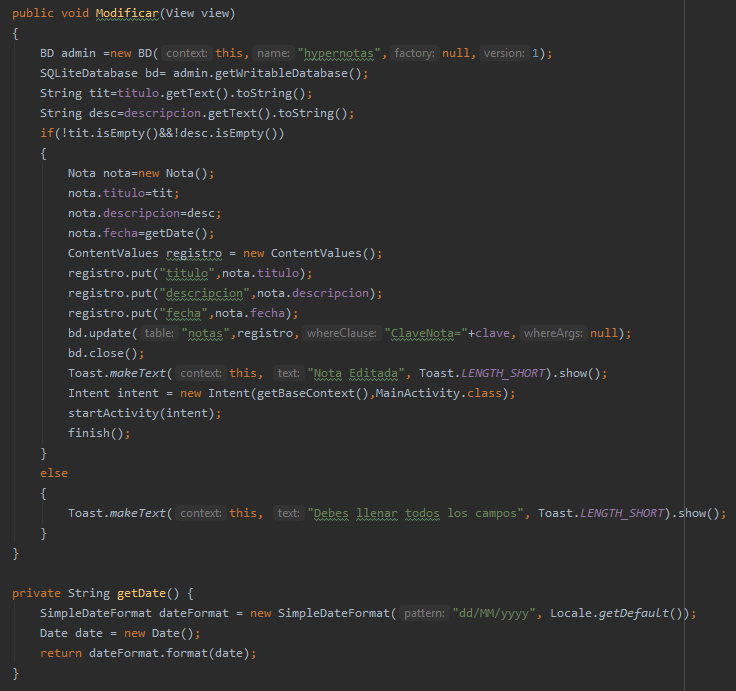 public void Modificar(View view)
{
BD admin =new BD( context: this, name: "hypernotas", factory: null, version: 1);
SQLiteDatabase bd= admin.getWritableDatabase();
String tit=titulo.getText().toString();
String desc=descripcion.getText().toString();
if(!tit.isEmpty()&&!desc.isEmpty())
{
Nota nota=new Nota();
nota.titulo=tit;
nota.descripcion=desc;
nota.fecha=getDate();
ContentValues registro = new ContentValues();
registro.put("titulo",nota.titulo);
registro.put("descripcion",nota.descripcion);
registro.put("fecha",nota.fecha);
bd.update( table: "notas",registro, whereClause: "ClaveNota="+clave, whereArgs: null);
bd.close();
Toast.makeText( context: this, text: "Nota Editada", Toast.LENGTH_SHORT).show();
Intent intent = new Intent(getBaseContext(),MainActivity.class);
startActivity(intent);
finish();
}
else
{
Toast.makeText( context: this, text: "Debes llenar todos los campos", Toast.LENGTH_SHORT).show();
}
}
private String getDate() {
SimpleDateFormat dateFormat = new SimpleDateFormat( pattern: "dd/MM/yyyy", Locale.getDefault());
Date date = new Date();
return dateFormat.format(date);
}